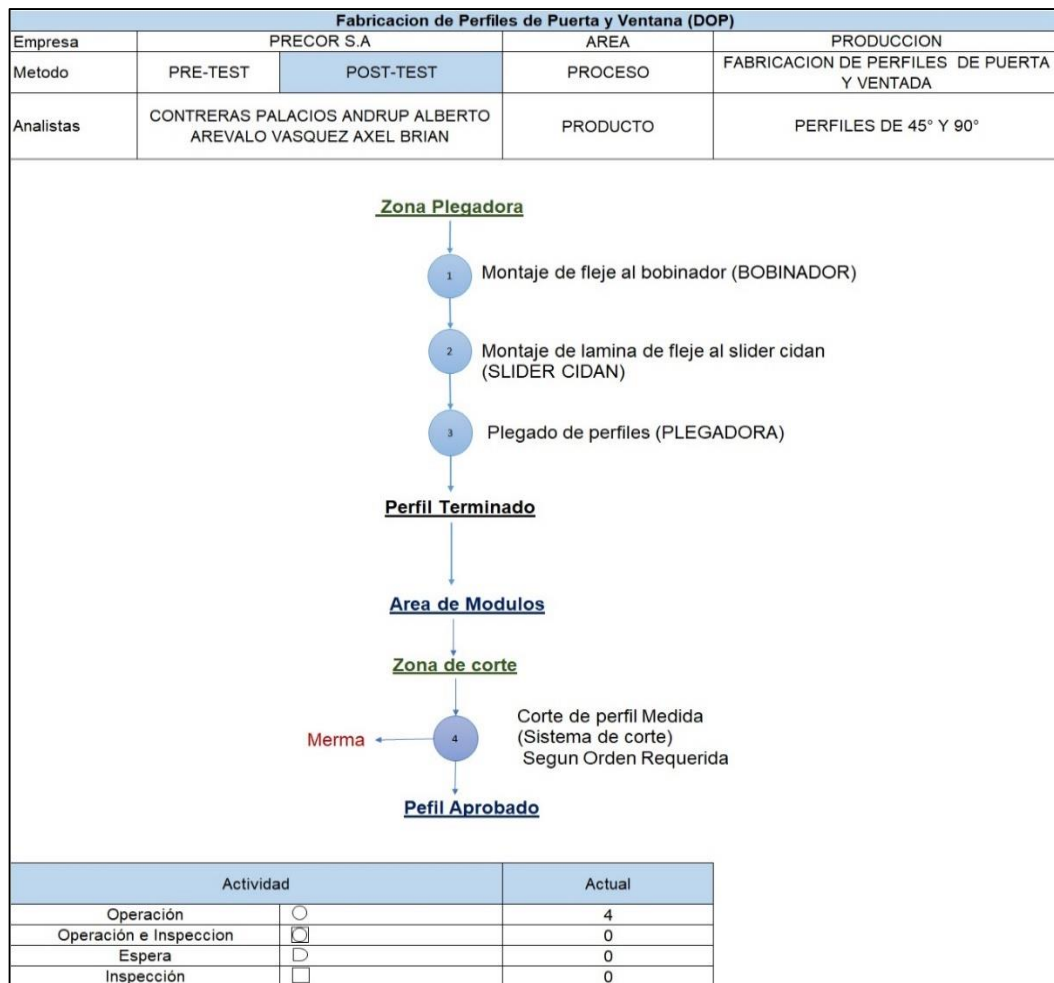 Fabricacion de Perfiles de Puerta y Ventana (DOP)
Empresa PRECOR S.A AREA PRODUCCION
Metodo PRE-TEST POST-TEST PROCESO FABRICACION DE PERFILES DE PUERTA
Y VENTADA
Analistas CONTRERAS PALACIOS ANDRUP ALBERTO
AREVALO VASQUEZ AXEL BRIAN PRODUCTO PERFILES DE 45° Y 90°
Zona Plegadora
1 Montaje de fleje al bobinador (BOBINADOR)
2 Montaje de lamina de fleje al slider cidan
(SLIDER CIDAN)
3 Plegado de perfiles (PLEGADORA)
Perfil Terminado
Area de Modulos
Zona de corte
Corte de perfil Medida
Merma 4 (Sistema de corte)
Segun Orden Requerida
Pefil Aprobado
Actividad Actual
Operación 4
Operación e Inspeccion 0
Espera 0
Inspección 0